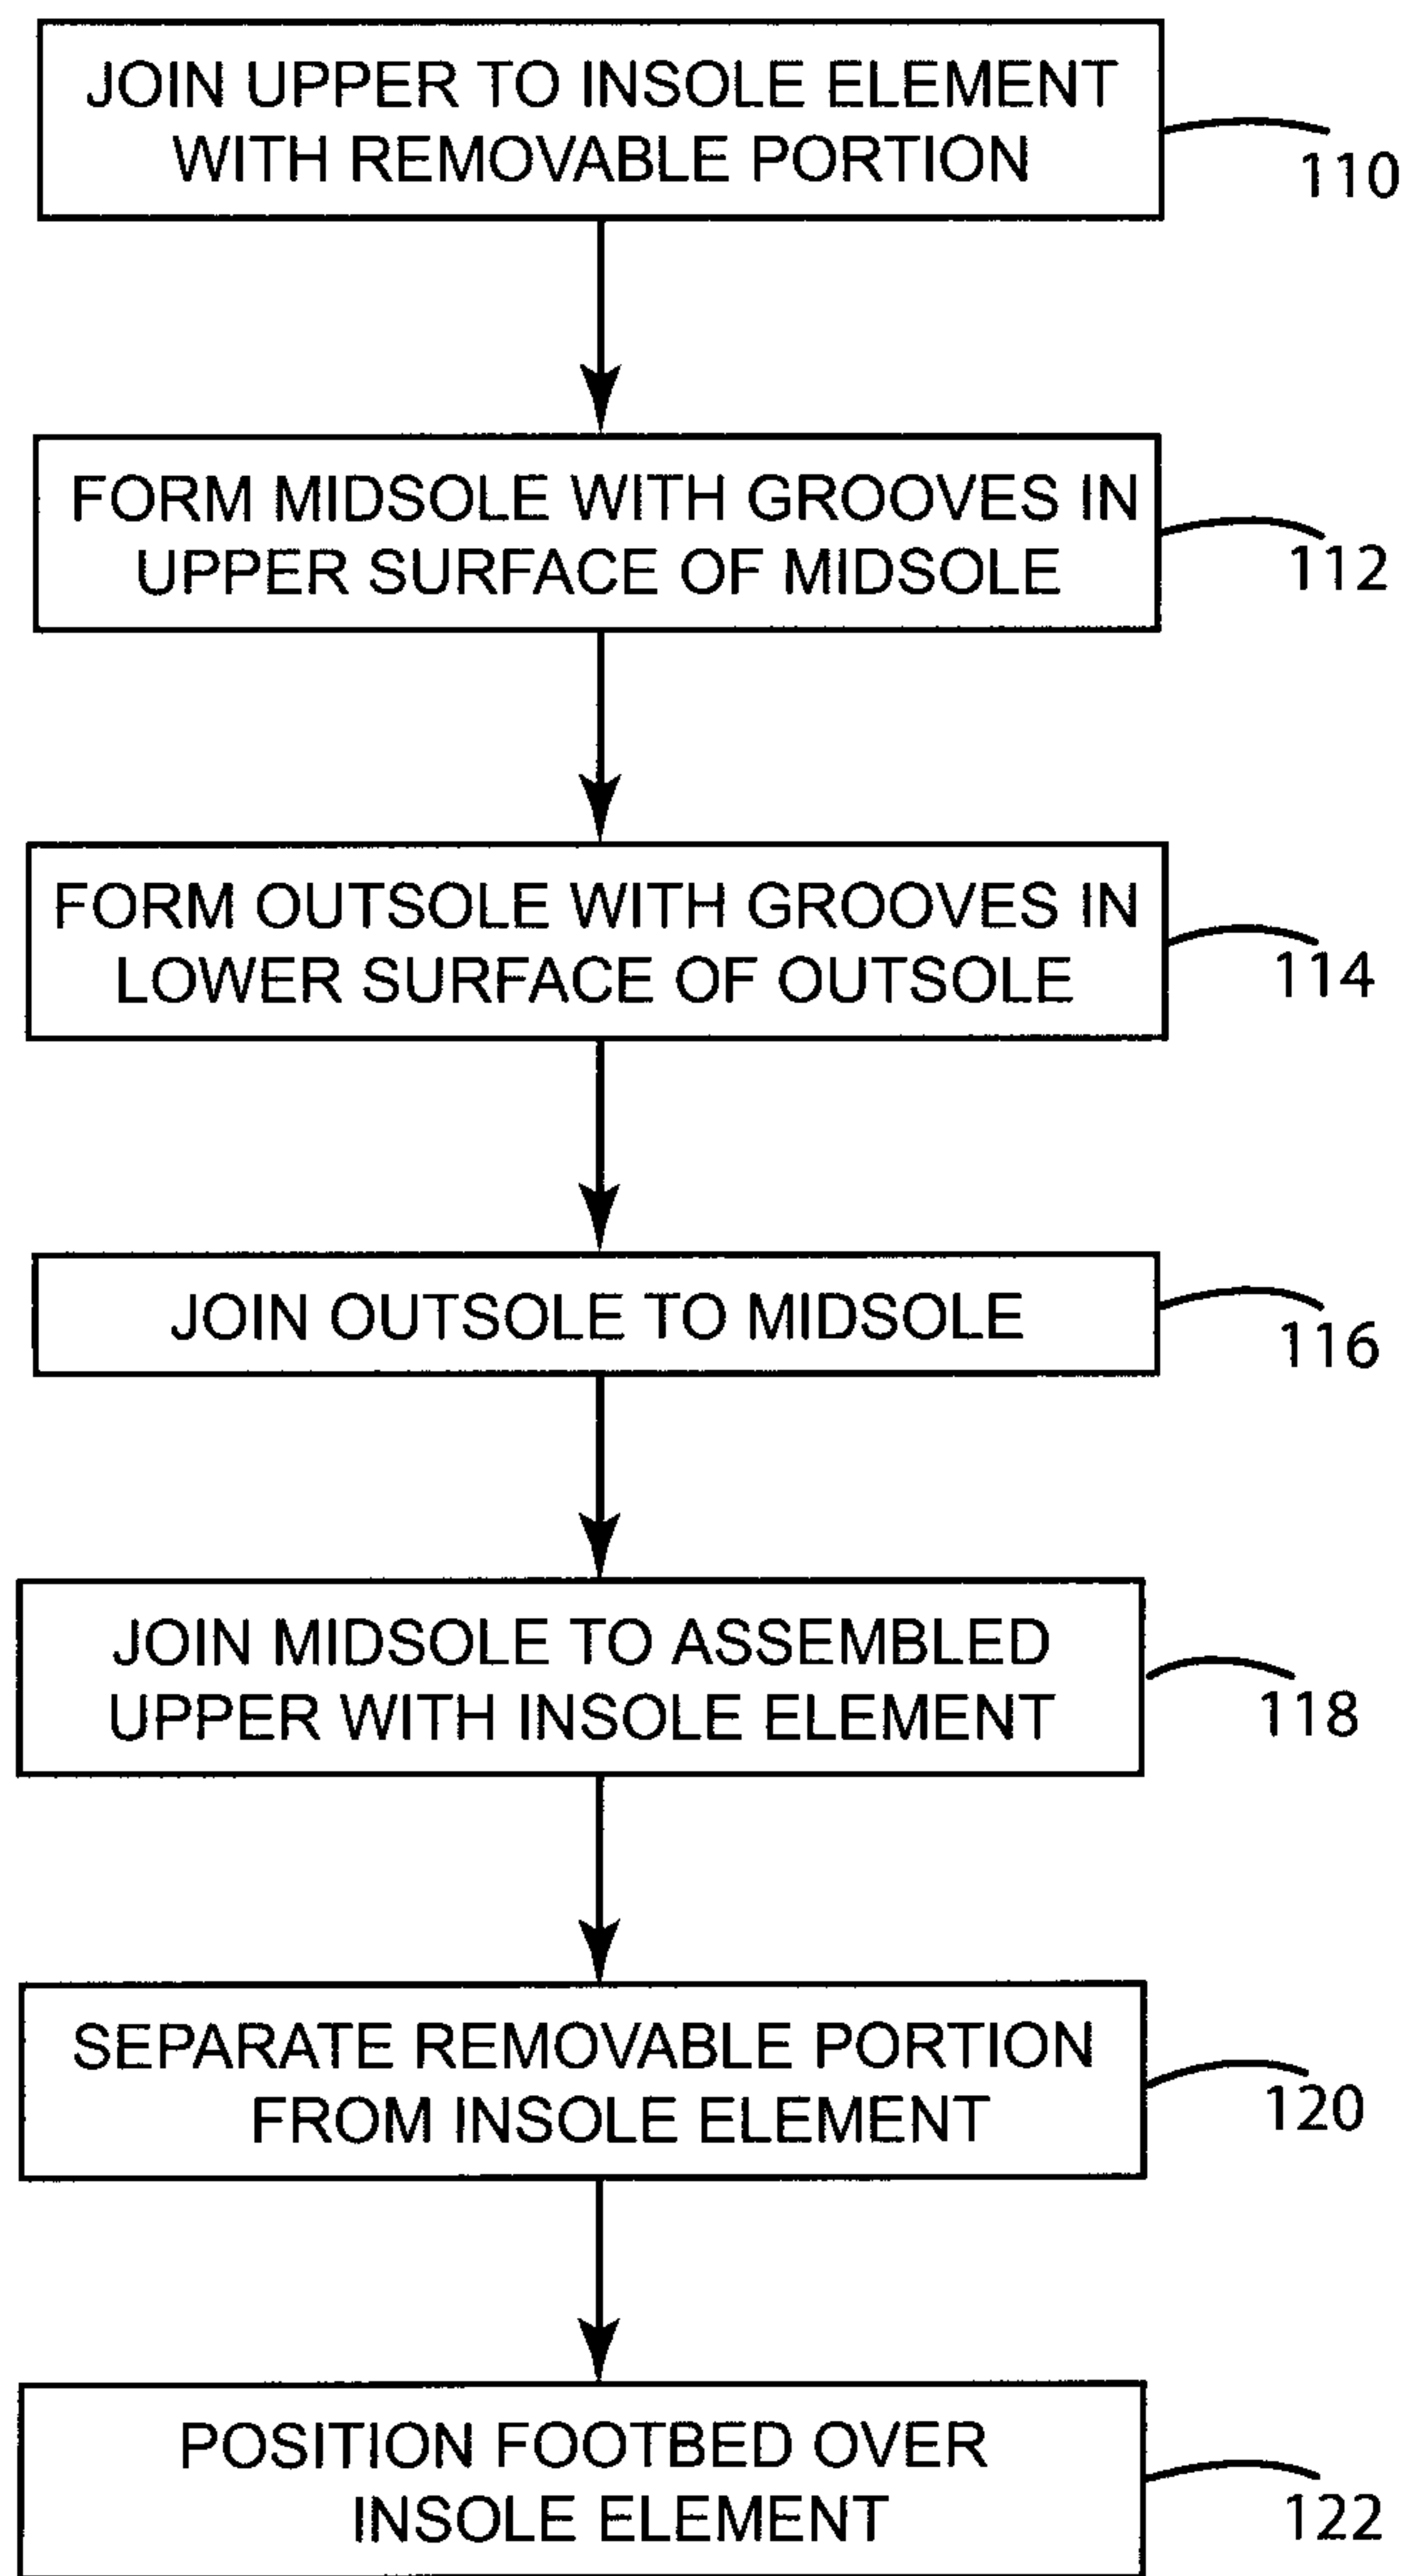 JOIN UPPER TO INSOLE ELEMENT
WITH REMOVABLE PORTION
110
FORM MIDSOLE WITH GROOVES IN
UPPER SURFACE OF MIDSOLE
112
FORM OUTSOLE WITH GROOVES IN
LOWER SURFACE OF OUTSOLE
114
JOIN OUTSOLE TO MIDSOLE
116
JOIN MIDSOLE TO ASSEMBLED
UPPER WITH INSOLE ELEMENT
118
SEPARATE REMOVABLE PORTION
FROM INSOLE ELEMENT
120
POSITION FOOTBED OVER
INSOLE ELEMENT
122